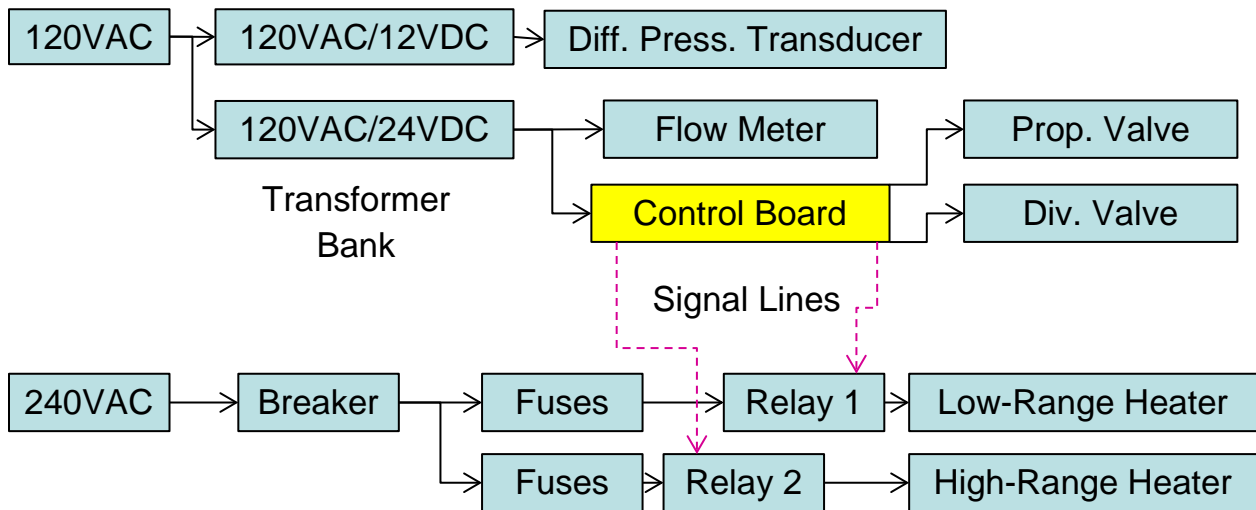 120VAC
120VAC/12VDC
Diff. Press. Transducer
120VAC/24VDC
Flow Meter
Prop. Valve
Transformer
Bank
Control Board
Div. Valve
Signal Lines
240VAC
Breaker
Fuses
Relay 1
Low-Range Heater
Fuses
Relay 2
High-Range Heater